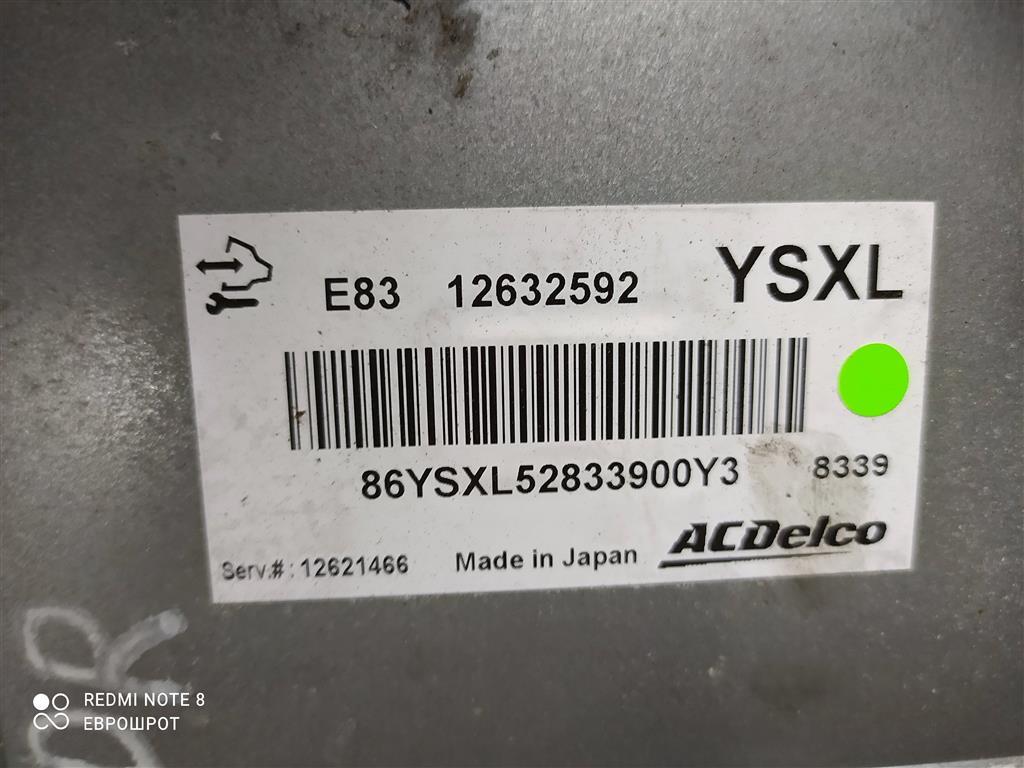 E83 12632592 YSXL
86YSXL52833900Y3 8339
Serv.#: 12621466 Made in Japan ACDelco
REDMI NOTE 8
ЕВРОШРОТ